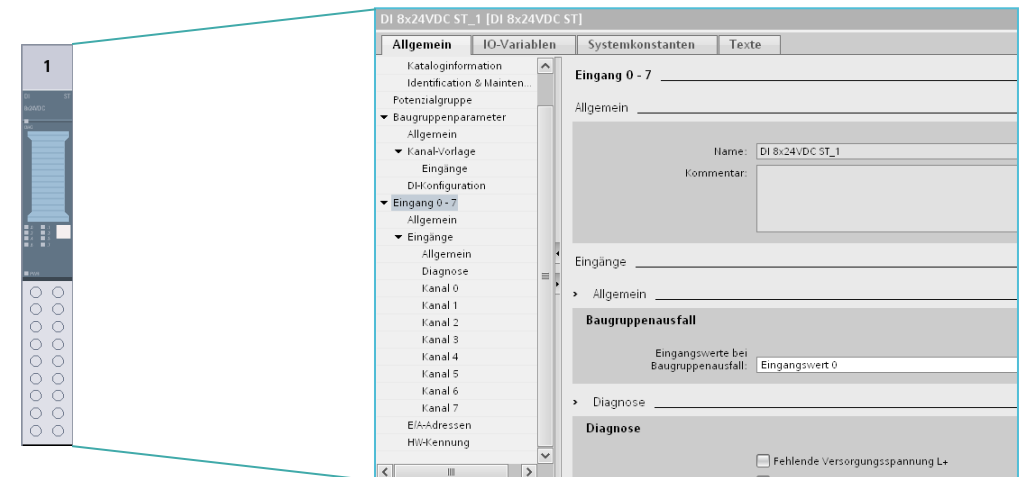 DI 8x24VDC ST_1 [DI 8x24VDC ST]
Allgemein
IO-Variablen
Systemkonstanten
Texte
1
DI ST
8x24VDC
Kataloginformation
Identification & Mainten...
Potenzialgruppe
Baugruppenparameter
Allgemein
Kanal-Vorlage
Eingänge
DI-Konfiguration
Eingang 0 - 7
Allgemein
Eingänge
Allgemein
Diagnose
Kanal 0
Kanal 1
Kanal 2
Kanal 3
Kanal 4
Kanal 5
Kanal 6
Kanal 7
E/A-Adressen
HW-Kennung
Eingang 0 - 7
Allgemein
Name: DI 8x24VDC ST_1
Kommentar:
Eingänge
Allgemein
Baugruppenausfall
Eingangswerte bei
Baugruppenausfall: Eingangswert 0
Diagnose
Diagnose
Fehlende Versorgungsspannung L+